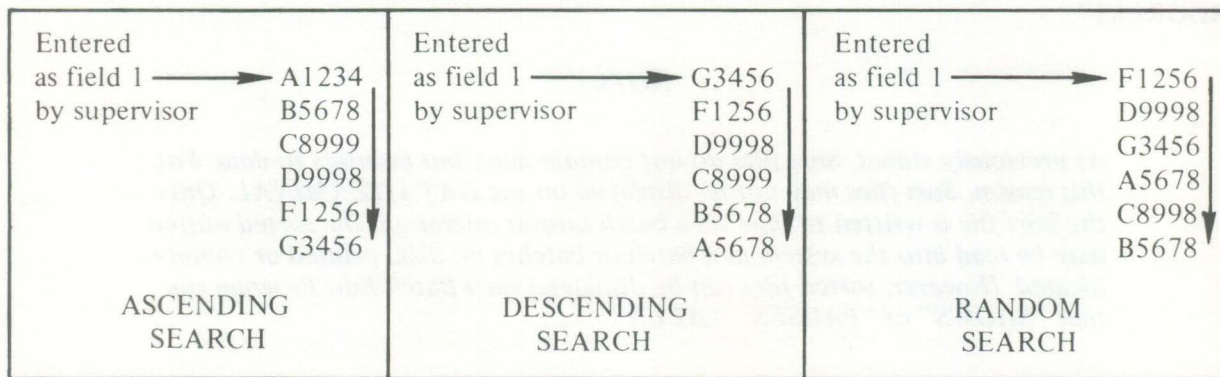 Entered
as field 1
by supervisor
A1234
B5678
C8999
D9998
F1256
G3456
ASCENDING
SEARCH
Entered
as field 1
by supervisor
G3456
F1256
D9998
C8999
B5678
A5678
DESCENDING
SEARCH
Entered
as field 1
by supervisor
F1256
D9998
G3456
A5678
C8998
B5678
RANDOM
SEARCH